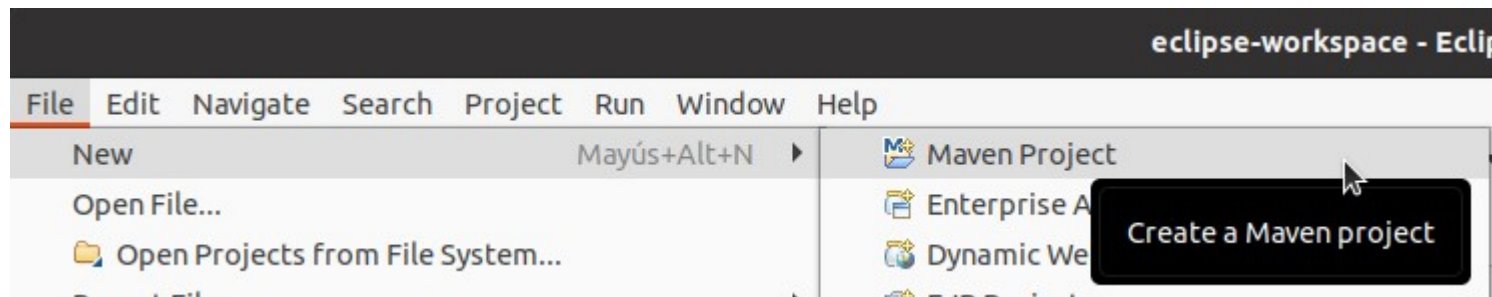 eclipse-workspace - Ecli
File Edit Navigate Search Project Run Window Help
New Mayús+Alt+N Maven Project
Open File... Enterprise A
Create a Maven project
Open Projects from File System... Dynamic We